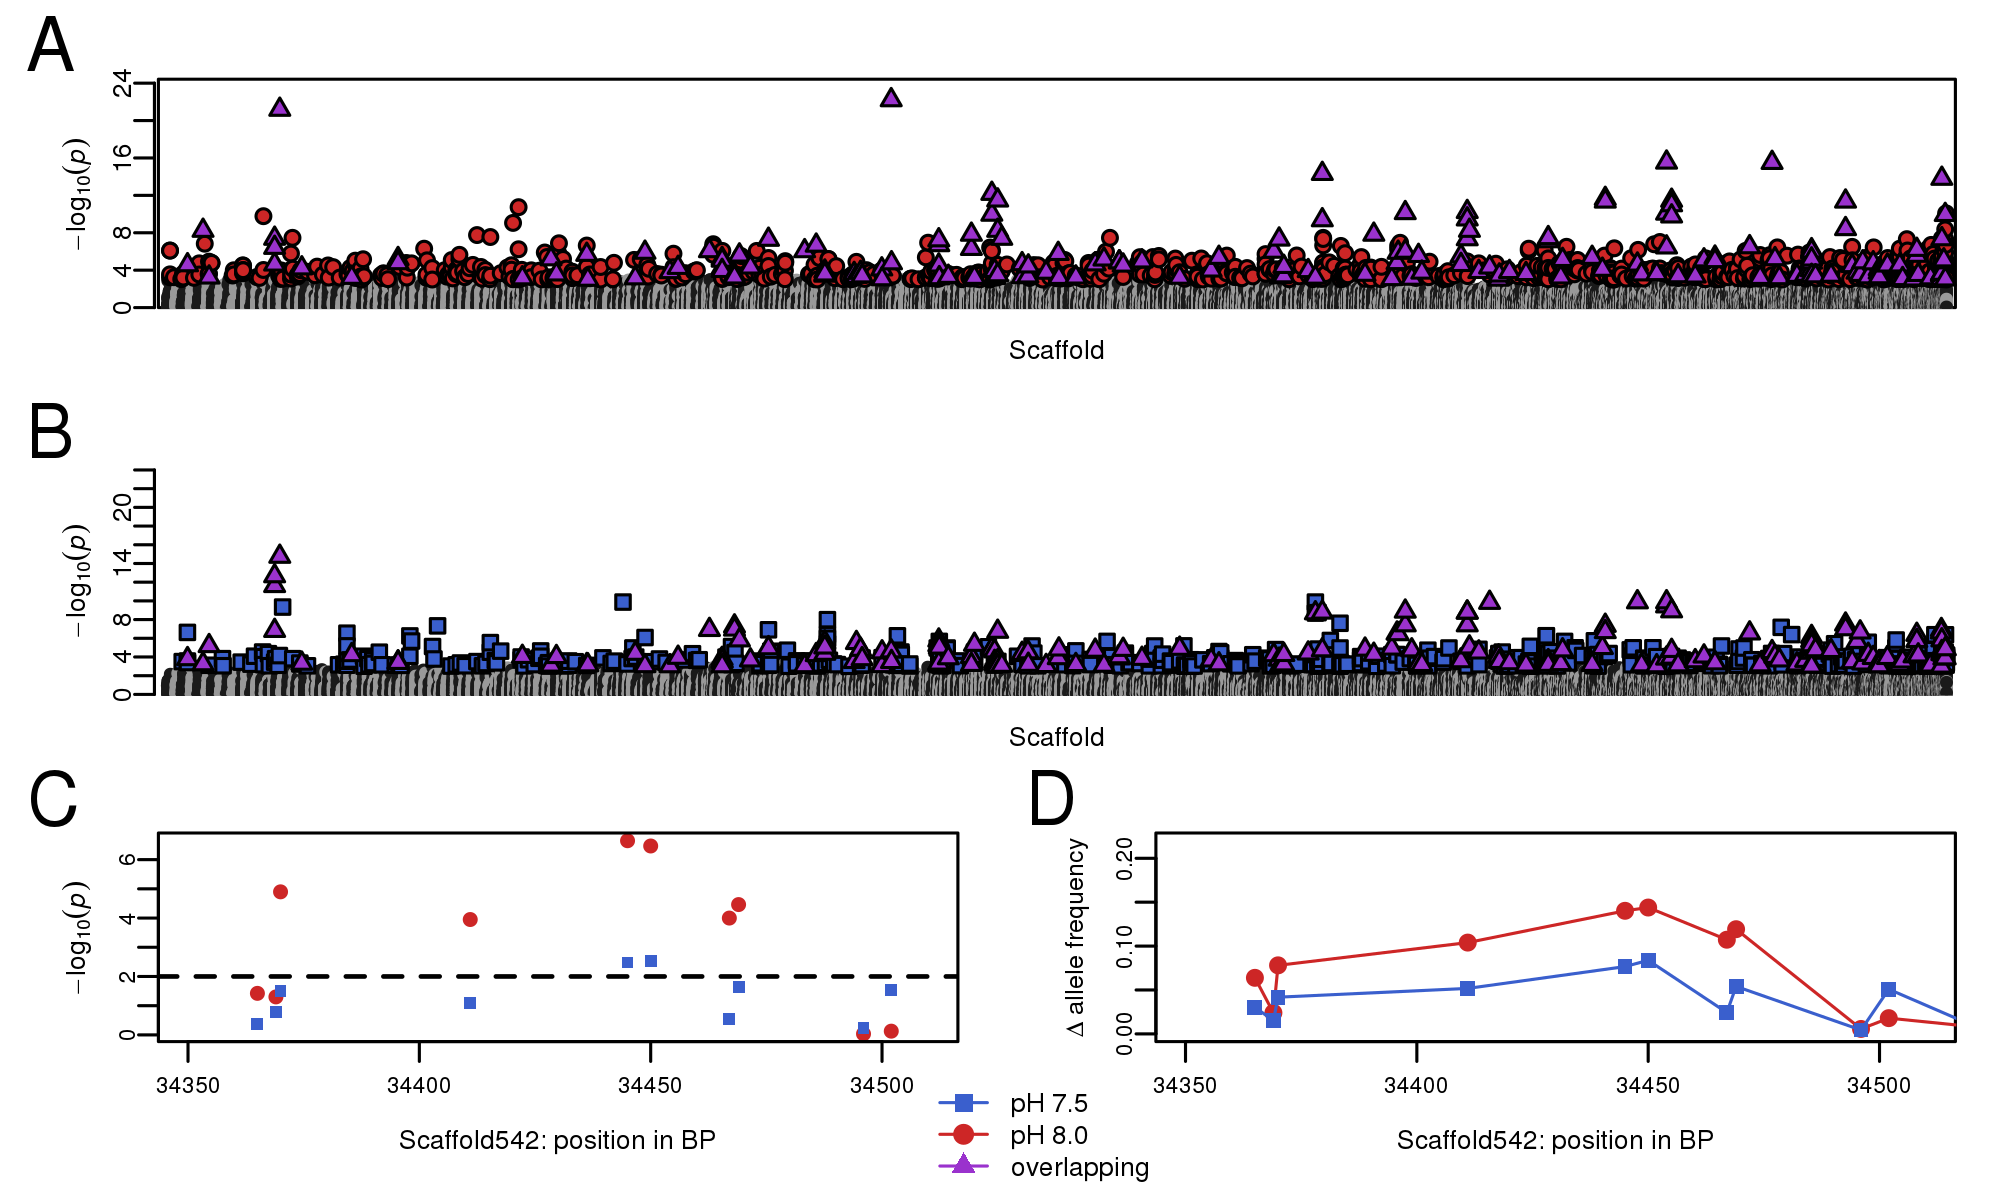 A
−log10(p)
0 4 8 16 24
Scaffold
B
−log10(p)
0 4 8 14 20
Scaffold
C
−log10(p)
0 2 4 6
34350 34400 34450 34500
Scaffold542: position in BP
D
Δ allele frequency
0.00 0.10 0.20
34350 34400 34450 34500
Scaffold542: position in BP
pH 7.5
pH 8.0
overlapping